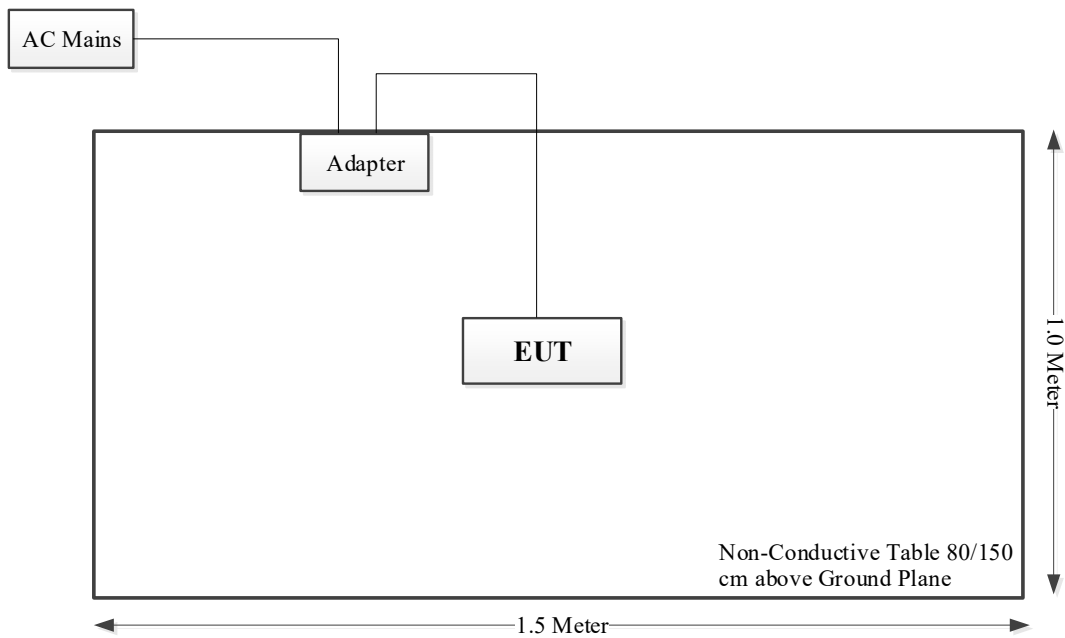 AC Mains
Adapter
EUT
1.0 Meter
Non-Conductive Table 80/150
cm above Ground Plane
1.5 Meter